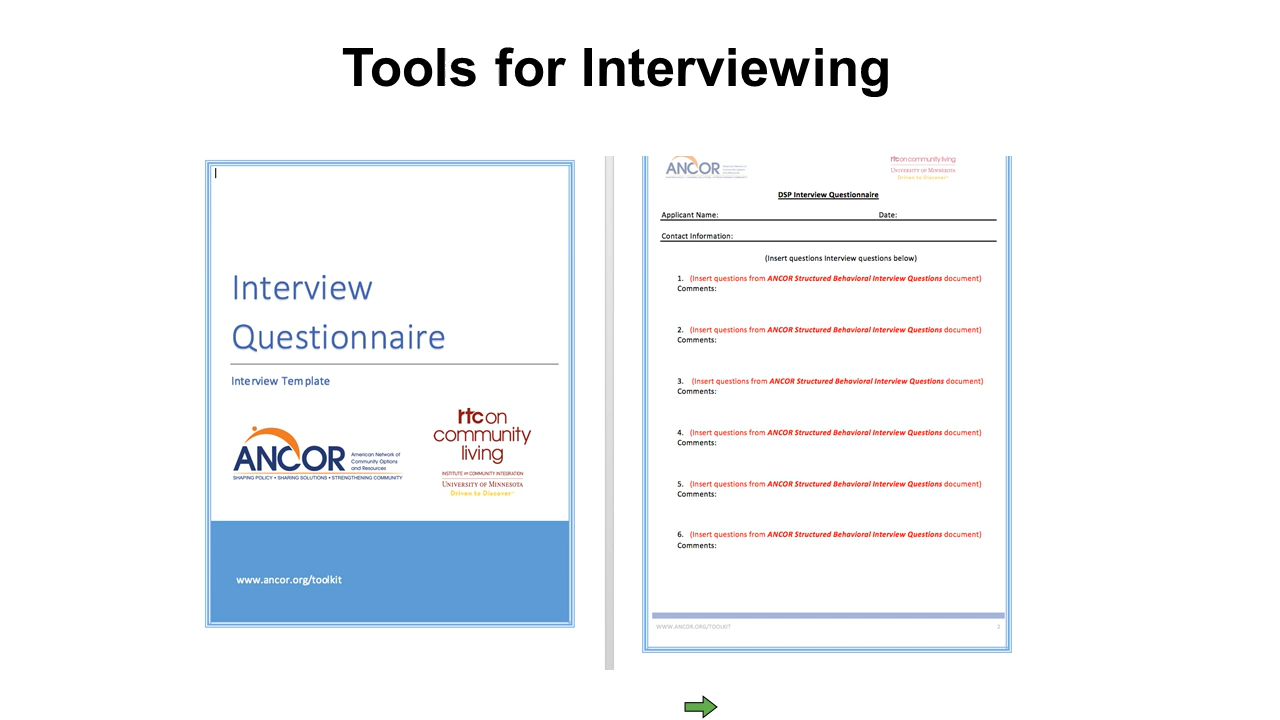 Tools for Interviewing
Interview
Questionnaire
Interview Template
ANCOR
American Network of
Community Options
and Resources
SHAPING POLICY • SHARING SOLUTIONS • STRENGTHENING COMMUNITY
rtc on
community
living
INSTITUTE on COMMUNITY INTEGRATION
UNIVERSITY OF MINNESOTA
Driven to Discover
www.ancor.org/toolkit
ANCOR
rtc on community living
UNIVERSITY OF MINNESOTA
Driven to Discover
DSP Interview Questionnaire
Applicant Name: Date:
Contact Information:
(Insert questions Interview questions below)
1. (Insert questions from ANCOR Structured Behavioral Interview Questions document)
Comments:
2. (Insert questions from ANCOR Structured Behavioral Interview Questions document)
Comments:
3. (Insert questions from ANCOR Structured Behavioral Interview Questions document)
Comments:
4. (Insert questions from ANCOR Structured Behavioral Interview Questions document)
Comments:
5. (Insert questions from ANCOR Structured Behavioral Interview Questions document)
Comments:
6. (Insert questions from ANCOR Structured Behavioral Interview Questions document)
Comments:
WWW.ANCOR.ORG/TOOLKIT 2